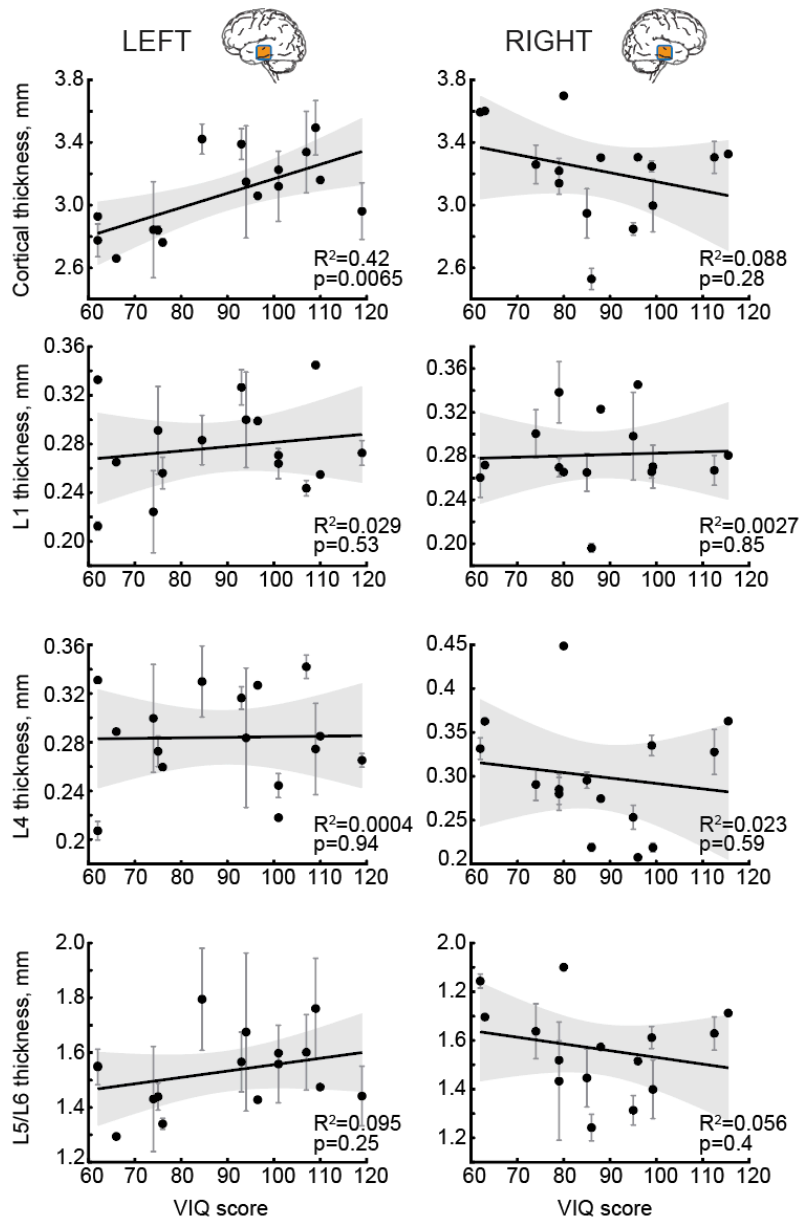 LEFT RIGHT
Cortical thickness, mm
3.8 3.8
3.4 3.4
3.0 3.0
2.6 2.6
R²=0.42 R²=0.088
p=0.0065 p=0.28
60 70 80 90 100 110 120 60 70 80 90 100 110 120
L1 thickness, mm
0.36 0.36
0.32 0.32
0.28 0.28
0.24 0.24
0.20 0.20
R²=0.029 R²=0.0027
p=0.53 p=0.85
60 70 80 90 100 110 120 60 70 80 90 100 110 120
L4 thickness, mm
0.36 0.45
0.32 0.4
0.28 0.35
0.24 0.30
0.2 0.25
0.2
R²=0.0004 R²=0.023
p=0.94 p=0.59
60 70 80 90 100 110 120 60 70 80 90 100 110 120
L5/L6 thickness, mm
2.0 2.0
1.8 1.2
1.6 1.6
1.4 1.4
1.2 1.2
R²=0.095 R²=0.056
p=0.25 p=0.4
60 70 80 90 100 110 120 60 70 80 90 100 110 120
VIQ score VIQ score